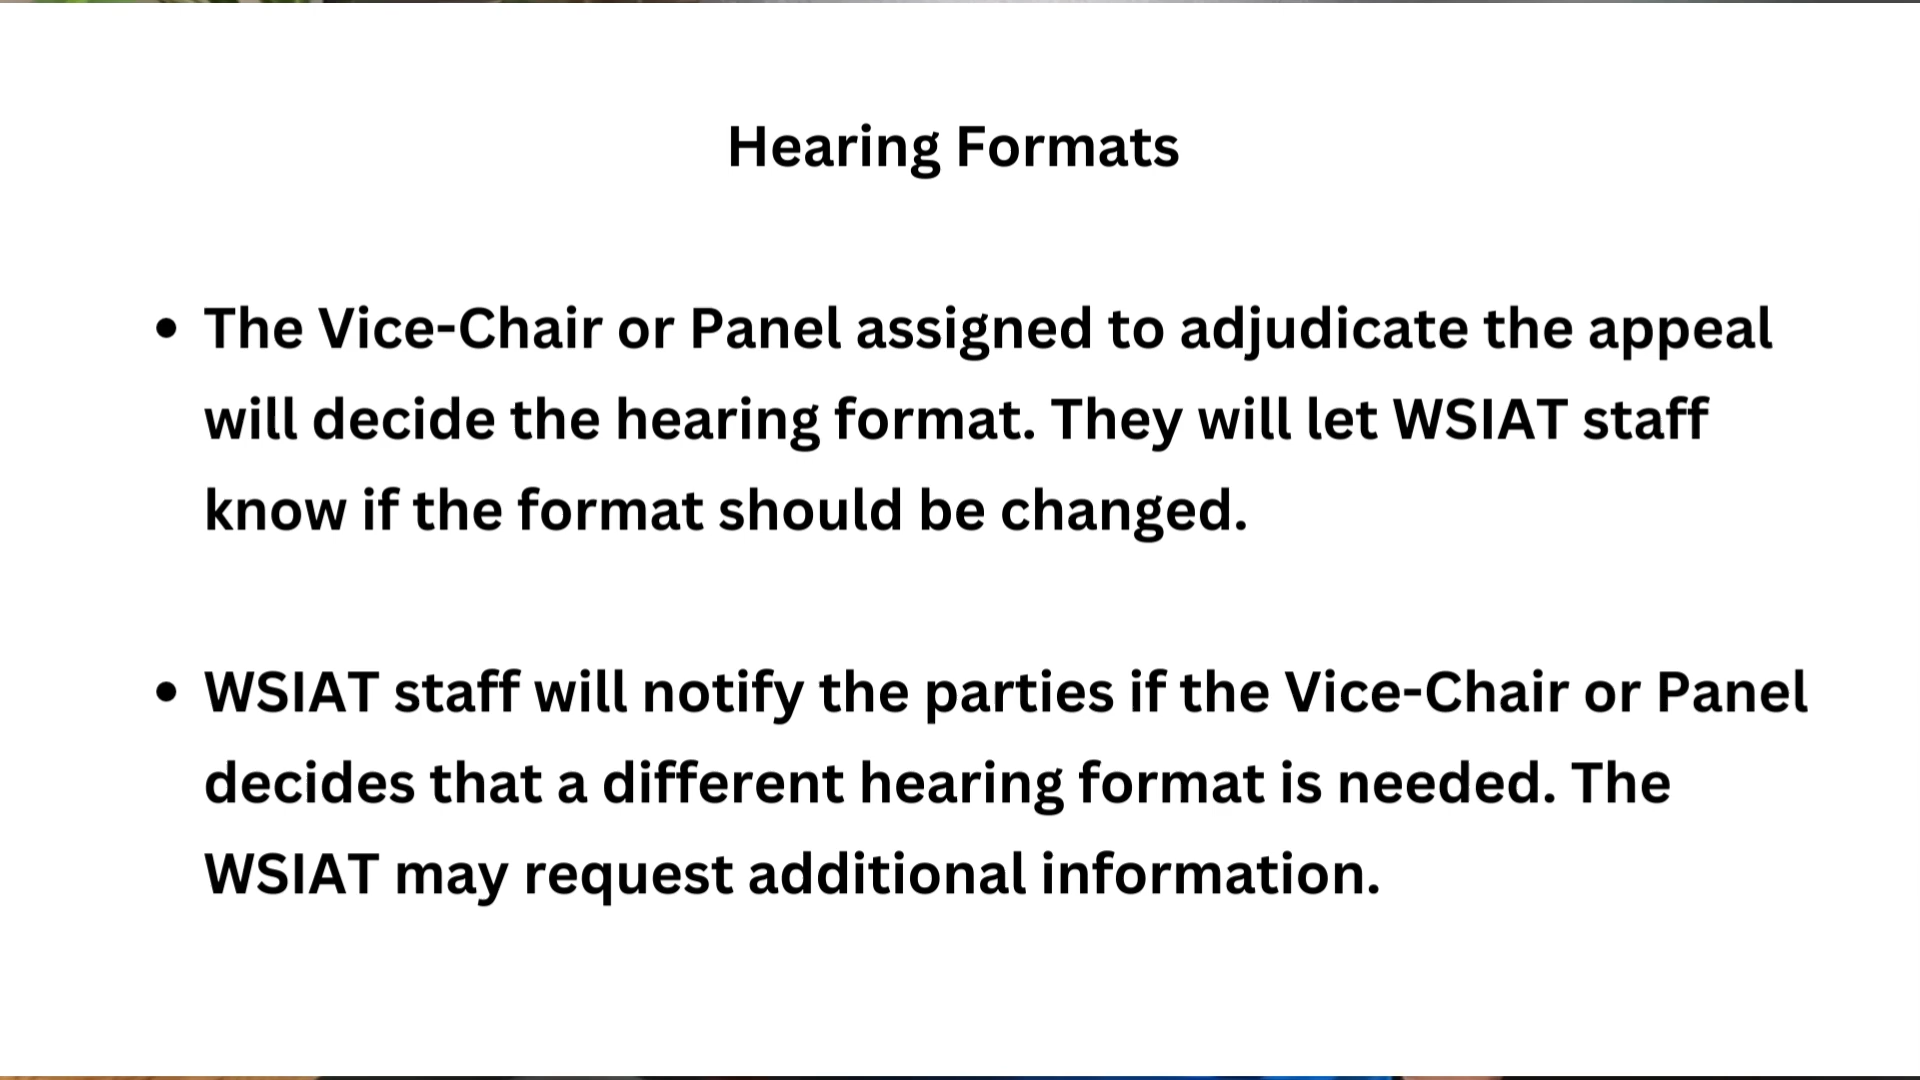 Hearing Formats
• The Vice-Chair or Panel assigned to adjudicate the appeal
will decide the hearing format. They will let WSIAT staff
know if the format should be changed.
• WSIAT staff will notify the parties if the Vice-Chair or Panel
decides that a different hearing format is needed. The
WSIAT may request additional information.